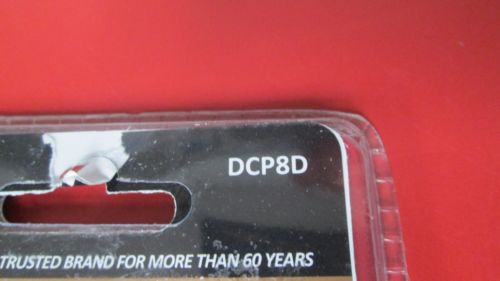 DCP8D
TRUSTED BRAND FOR MORE THAN 60 YEARS